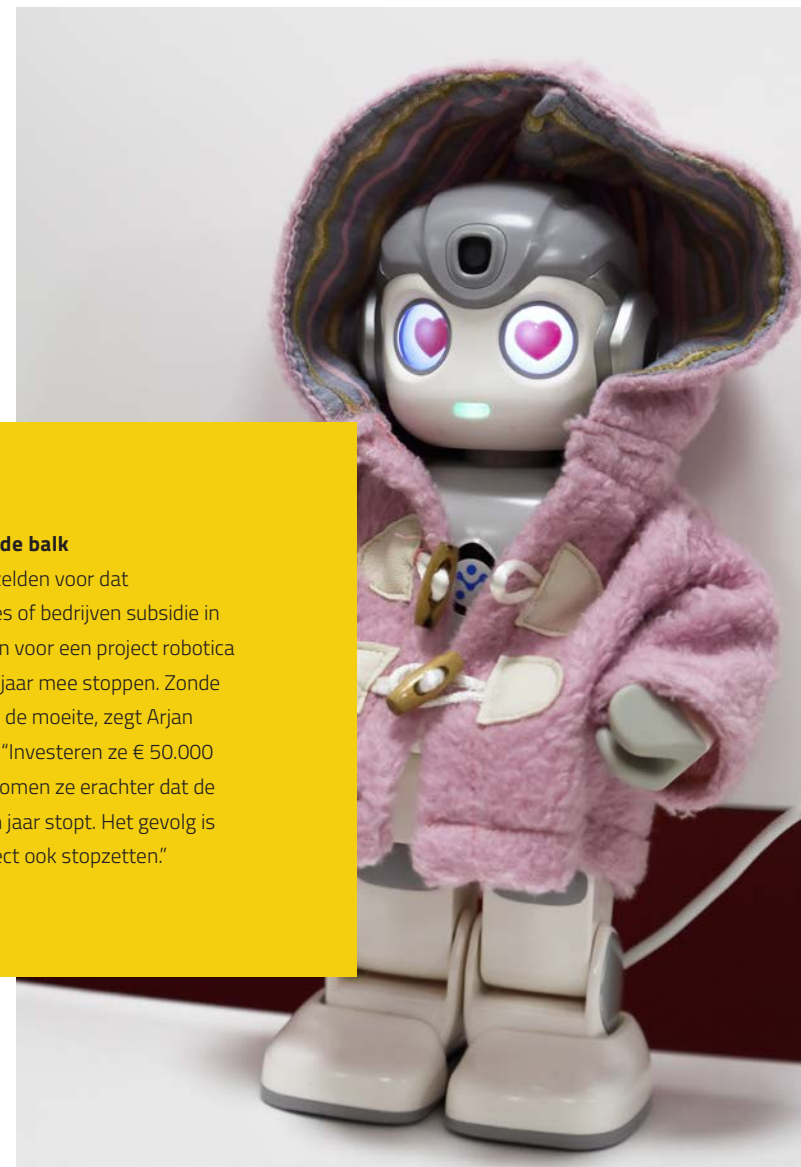 de balk
elden voor dat
es of bedrijven subsidie in
n voor een project robotica
jaar mee stoppen. Zonde
de moeite, zegt Arjan
“Investeren ze € 50.000
omen ze erachter dat de
n jaar stopt. Het gevolg is
ect ook stopzetten.”